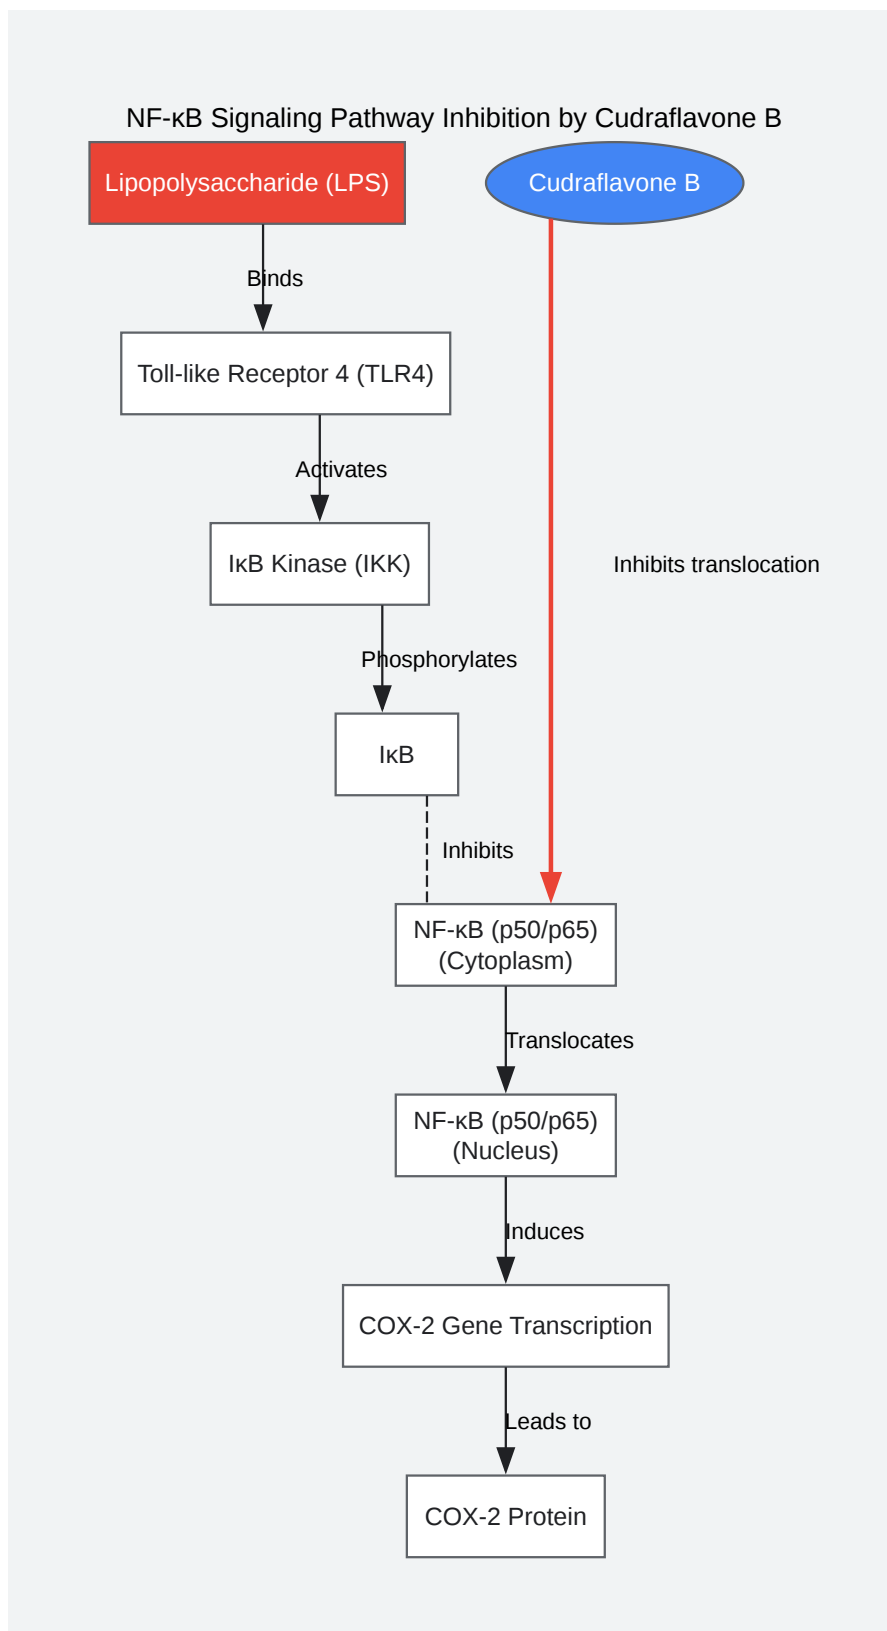 NF-κB Signaling Pathway Inhibition by Cudraflavone B
Lipopolysaccharide (LPS)
Cudraflavone B
Binds
Toll-like Receptor 4 (TLR4)
Activates
IκB Kinase (IKK)
Inhibits translocation
Phosphorylates
IκB
Inhibits
NF-κB (p50/p65)
(Cytoplasm)
Translocates
NF-κB (p50/p65)
(Nucleus)
Induces
COX-2 Gene Transcription
Leads to
COX-2 Protein